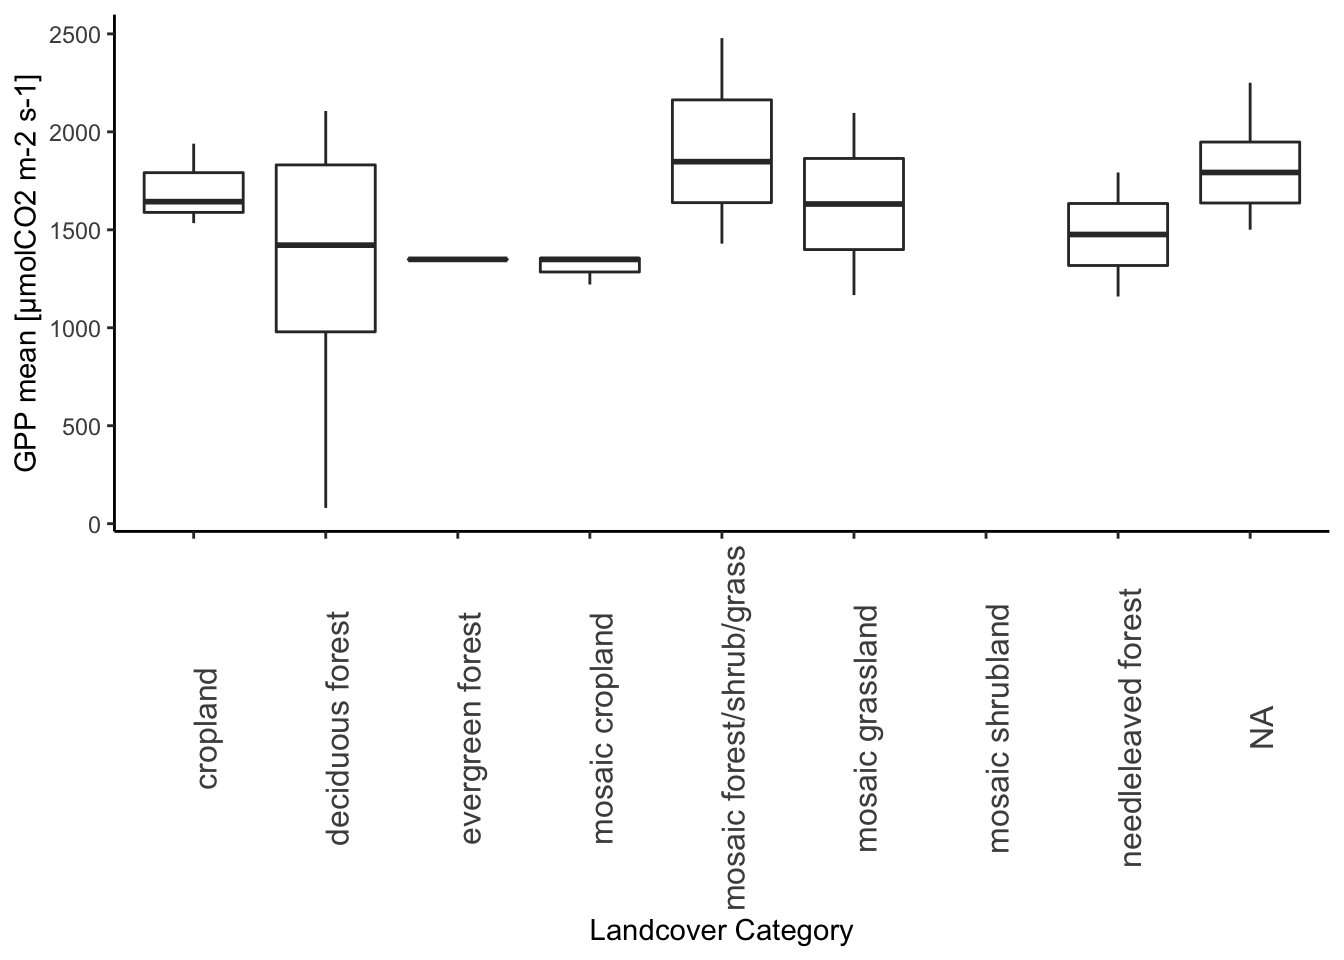 GPP mean [µmolCO2 m-2 s-1]
2500
2000
1500
1000
500
0
cropland
deciduous forest
evergreen forest
mosaic cropland
mosaic forest/shrub/grass
mosaic grassland
mosaic shrubland
needleleaved forest
NA
Landcover Category